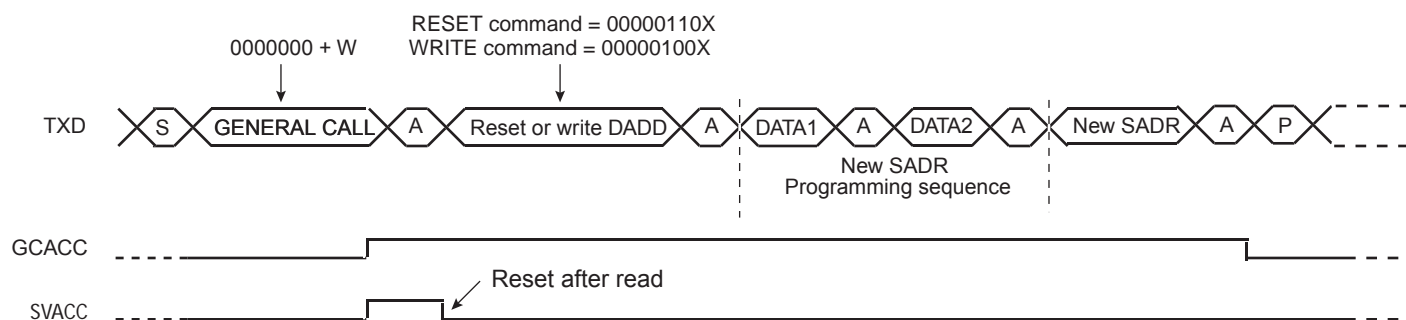 RESET command = 00000110X
0000000 + W
WRITE command = 00000100X
TXD
S
GENERAL CALL
A
Reset or write DADD
A
DATA1
A
DATA2
A
New SADR
A
P
New SADR
Programming sequence
GCACC
Reset after read
SVACC